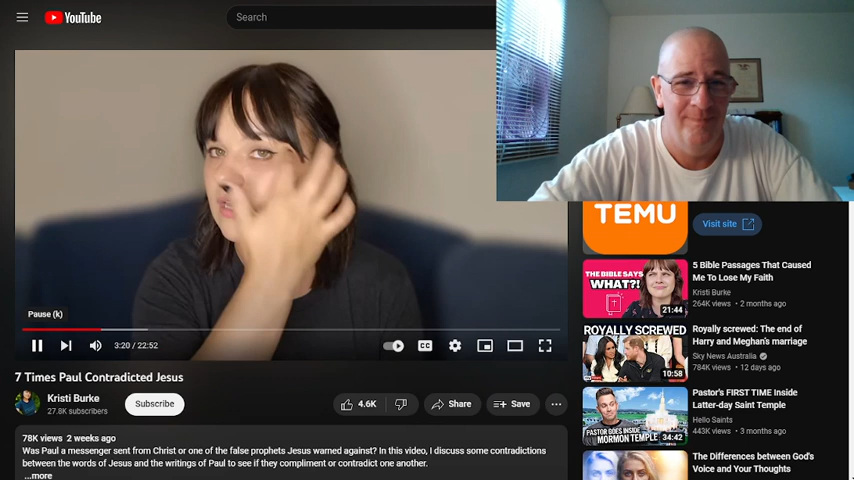 YouTube
Search
Pause (k)
3:20 / 22:52
CC
7 Times Paul Contradicted Jesus
Kristi Burke
27.8K subscribers
Subscribe
4.6K
Share
Save
78K views 2 weeks ago
Was Paul a messenger sent from Christ or one of the false prophets Jesus warned against? In this video, I discuss some contradictions
between the words of Jesus and the writings of Paul to see if they compliment or contradict one another.
...more
TEMU
Visit site
THE BIBLE SAYS
WHAT?!
21:44
5 Bible Passages That Caused
Me To Lose My Faith
Kristi Burke
264K views • 2 months ago
ROYALLY SCREWED
10:58
Royally screwed: The end of
Harry and Meghan's marriage
Sky News Australia
784K views • 12 days ago
PASTOR GOES INSIDE
MORMON TEMPLE
34:42
Pastor's FIRST TIME Inside
Latter-day Saint Temple
Hello Saints
443K views • 3 months ago
The Differences between God's
Voice and Your Thoughts